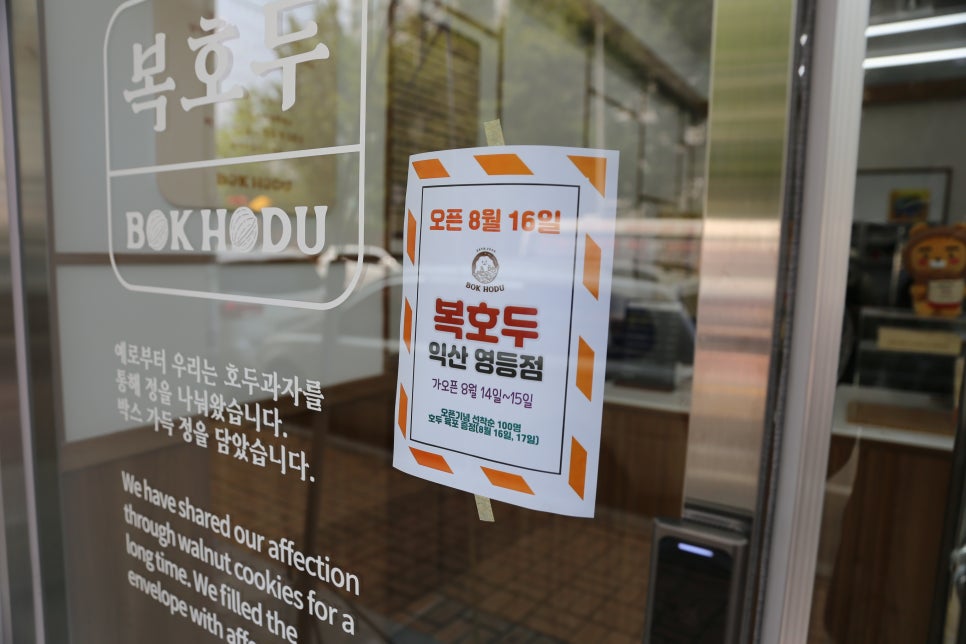 복호두
BOK HODU
예로부터 우리는 호두과자를
통해 정을 나눠왔습니다.
박스 가득 정을 담았습니다.
We have shared our affection
through walnut cookies for a
long time. We filled the
envelope with affe
오픈 8월 16일
BOK HODU
복호두
익산 영등점
가오픈 8월 14일~15일
오픈기념 선착순 100명
호두 육포 증정(8월 16일, 17일)
BOK HODU